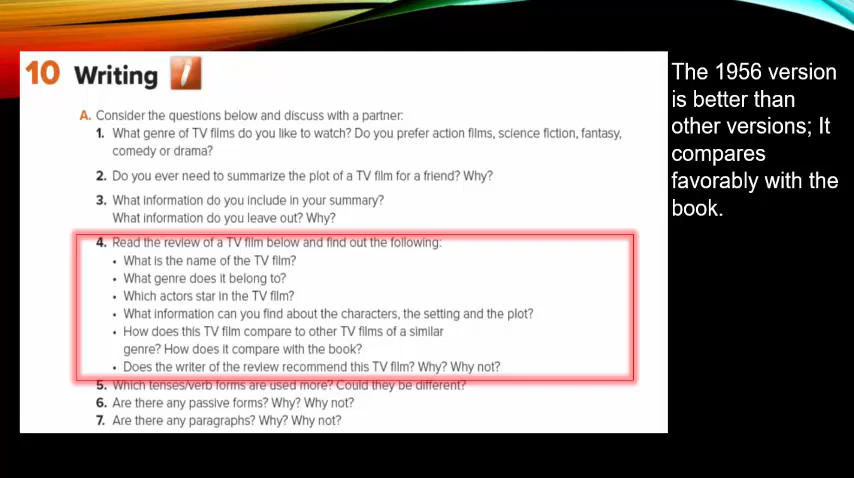 10 Writing
A. Consider the questions below and discuss with a partner:
1. What genre of TV films do you like to watch? Do you prefer action films, science fiction, fantasy,
comedy or drama?
2. Do you ever need to summarize the plot of a TV film for a friend? Why?
3. What information do you include in your summary?
What information do you leave out? Why?
4. Read the review of a TV film below and find out the following:
• What is the name of the TV film?
• What genre does it belong to?
• Which actors star in the TV film?
• What information can you find about the characters, the setting and the plot?
• How does this TV film compare to other TV films of a similar
genre? How does it compare with the book?
• Does the writer of the review recommend this TV film? Why? Why not?
5. Which tenses/verb forms are used more? Could they be different?
6. Are there any passive forms? Why? Why not?
7. Are there any paragraphs? Why? Why not?
The 1956 version
is better than
other versions; It
compares
favorably with the
book.